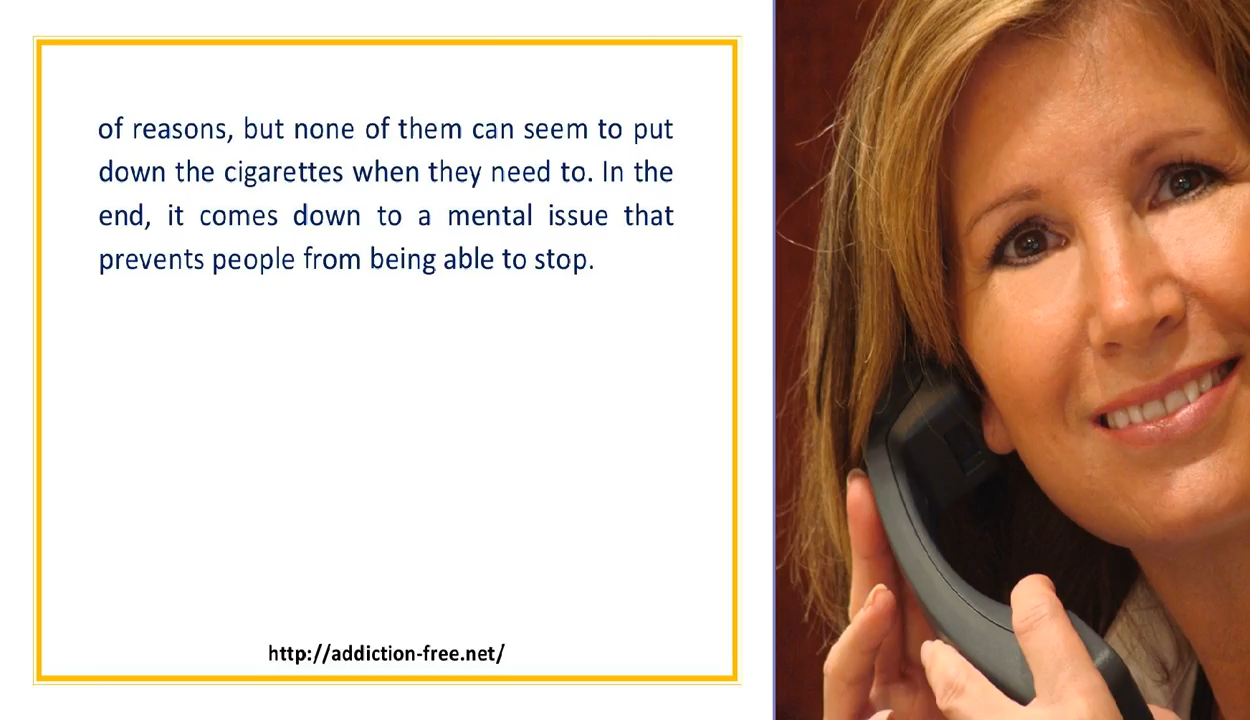 of reasons, but none of them can seem to put
down the cigarettes when they need to. In the
end, it comes down to a mental issue that
prevents people from being able to stop.
http://addiction-free.net/